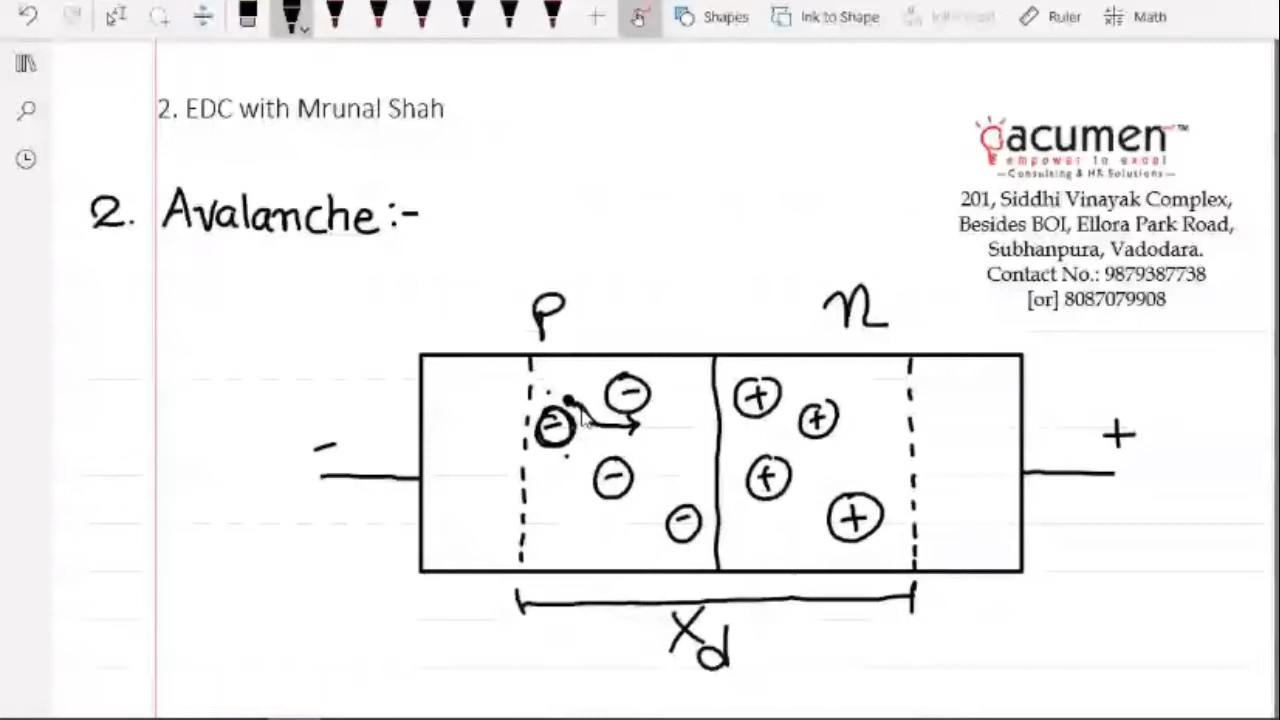 Shapes Ink to Shape Ruler Math
2. EDC with Mrunal Shah
acumen™
empower to excel
Consulting & HR Solutions
201, Siddhi Vinayak Complex,
Besides BOI, Ellora Park Road,
Subhanpura, Vadodara.
Contact No.: 9879387738
[or] 8087079908
2. Avalanche :-
P n
- +
- - - -
+ + + +
Xd